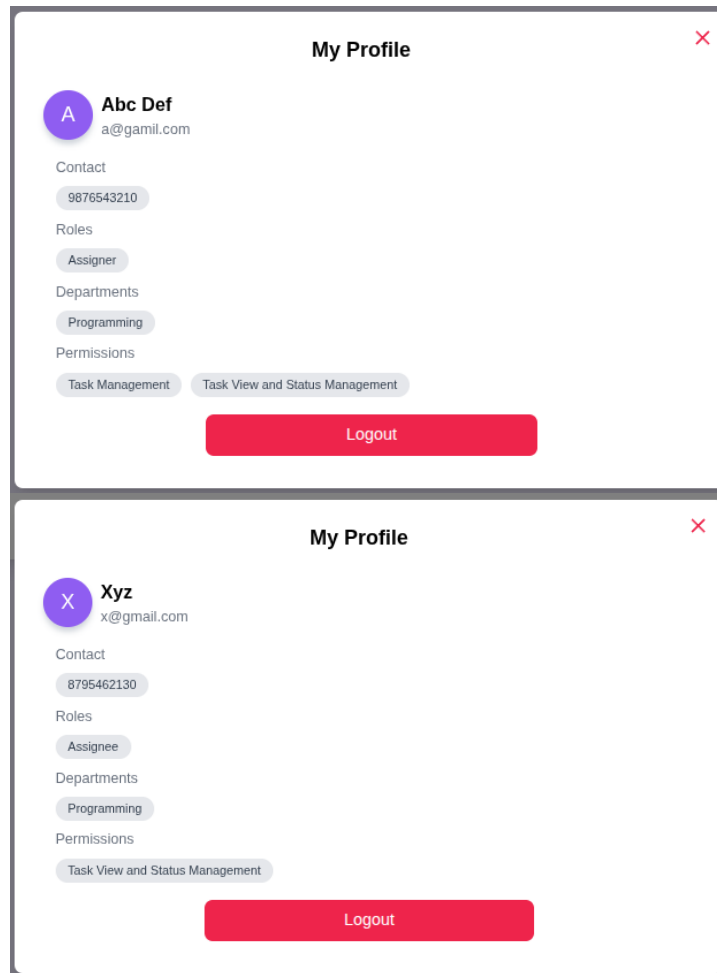 My Profile
A
Abc Def
a@gamil.com
Contact
9876543210
Roles
Assigner
Departments
Programming
Permissions
Task Management Task View and Status Management
Logout
My Profile
X
Xyz
x@gmail.com
Contact
8795462130
Roles
Assignee
Departments
Programming
Permissions
Task View and Status Management
Logout